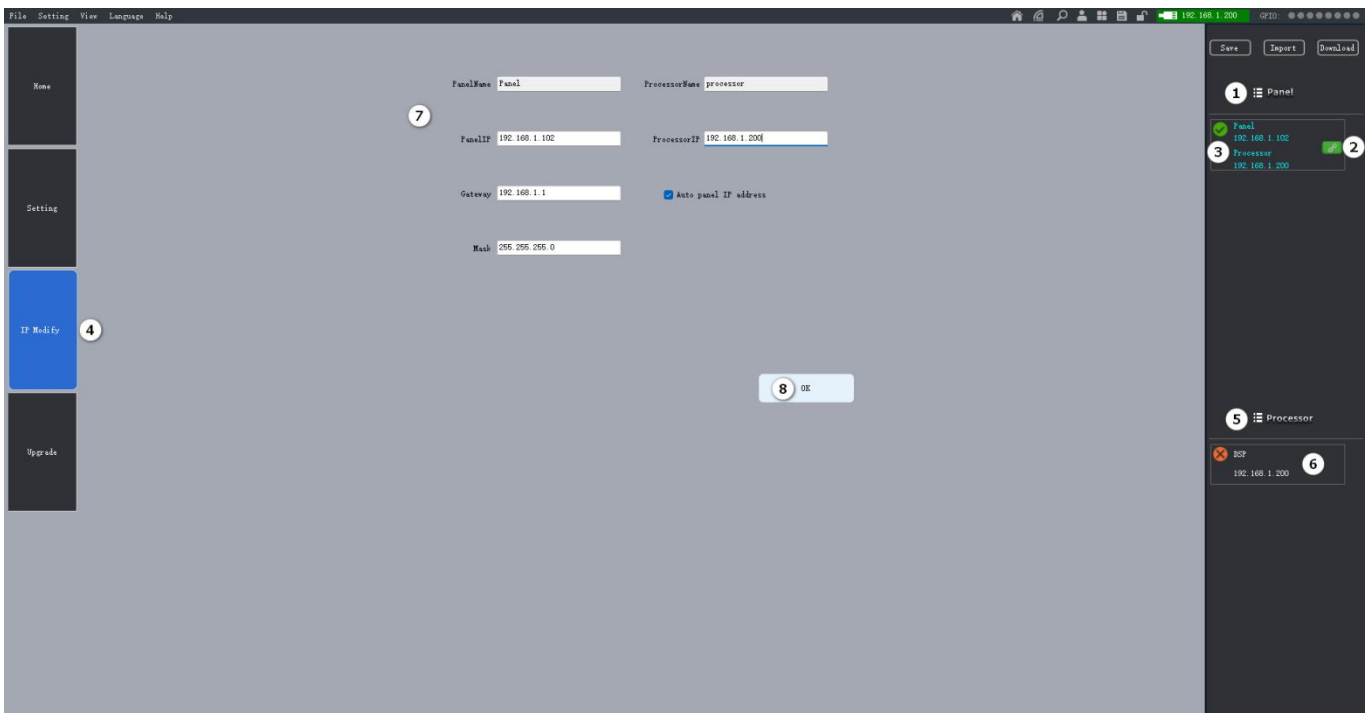 File Setting View Language Help 192.168.1.200 GPIO:
Save Import Download
Home
PanelName Panel ProcessorName processor
1 Panel
7
Panel
PanelIP 192.168.1.102 ProcessorIP 192.168.1.200
192.168.1.102
2
3 Processor
192.168.1.200
Gateway 192.168.1.1 Auto panel IP address
Setting
Mask 255.255.255.0
IP Modify 4
8 OK
5 Processor
Upgrade
DSP
6
192.168.1.200